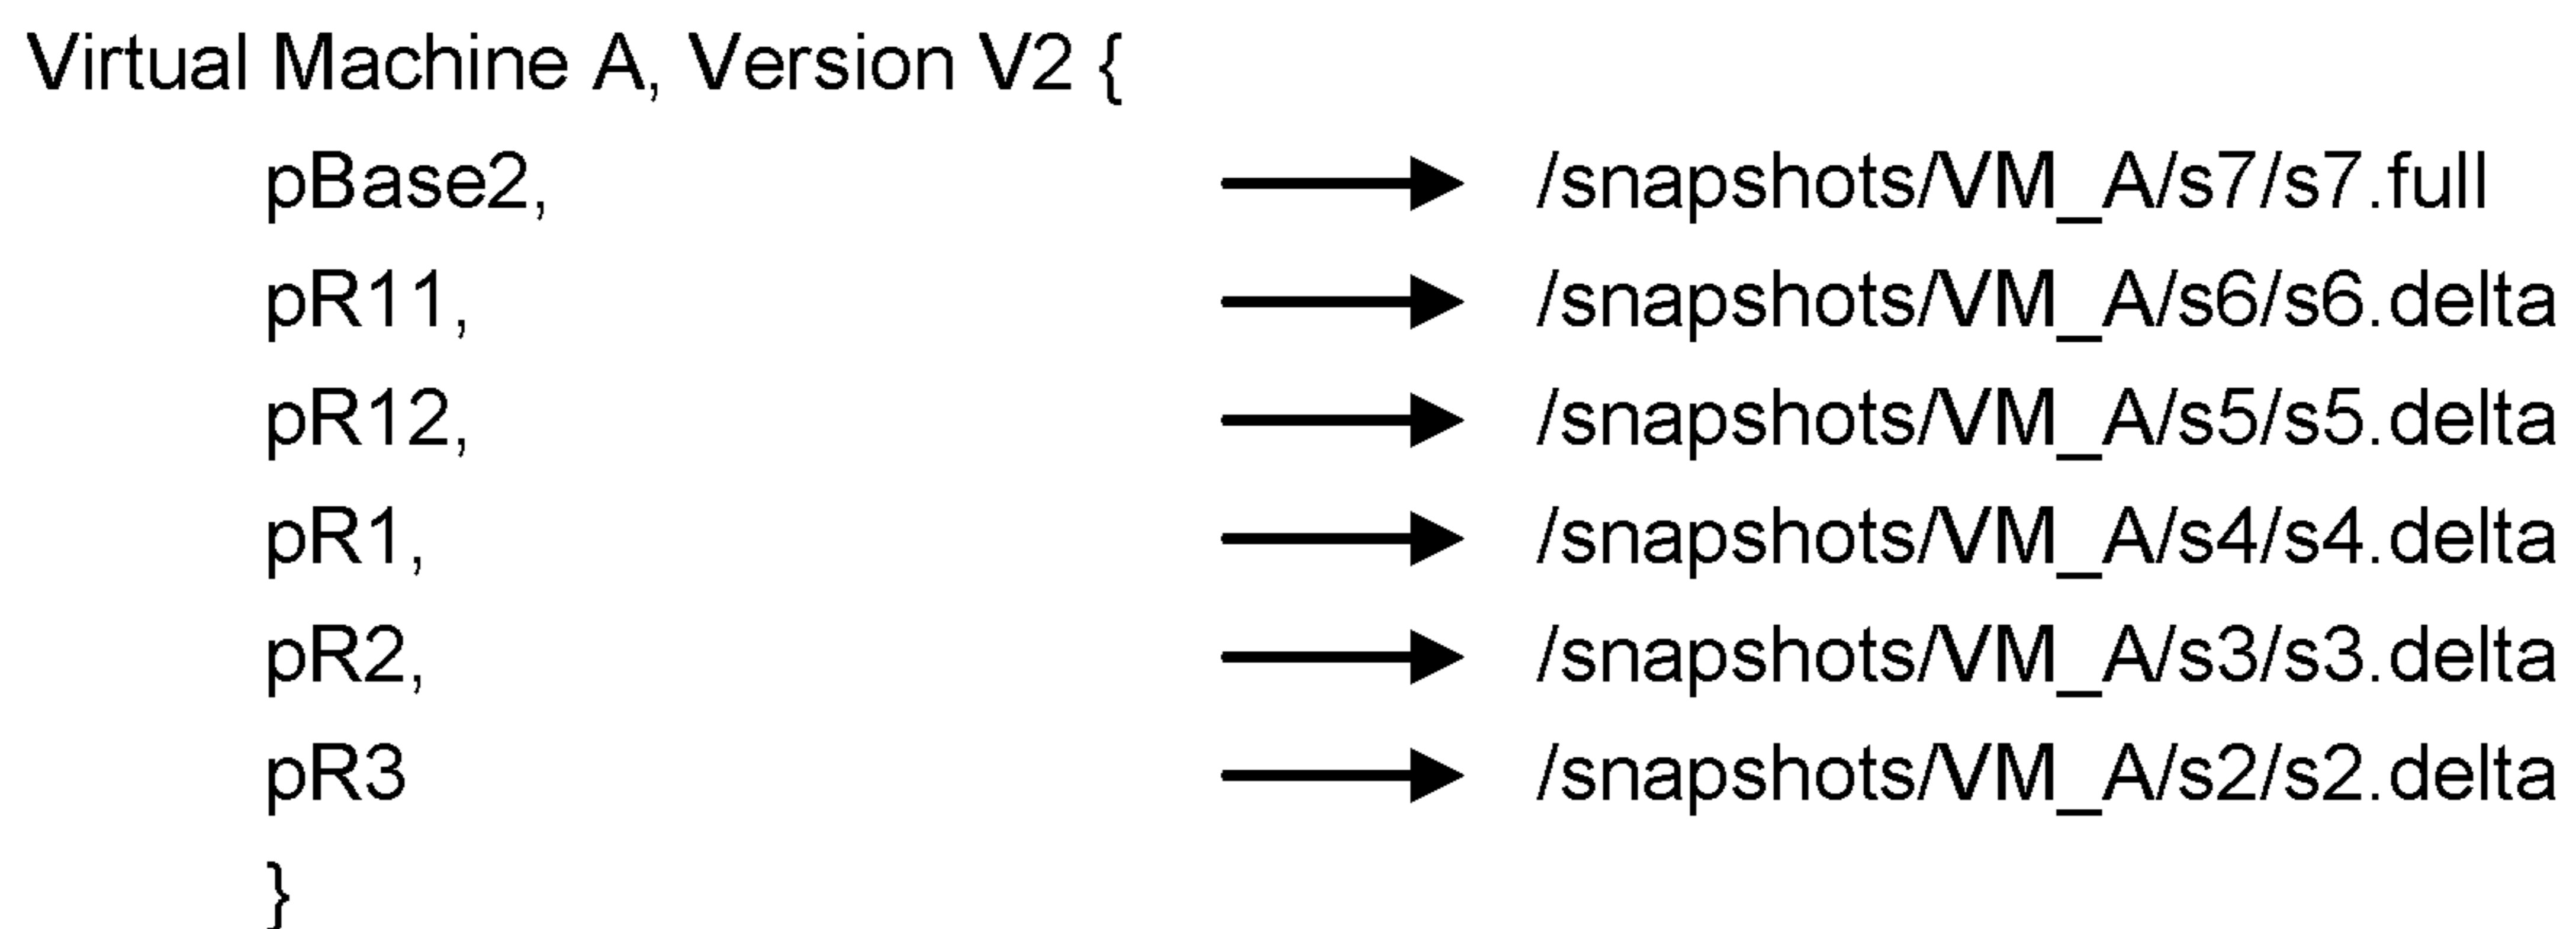 Virtual Machine A, Version V2 {
pBase2, /snapshots/VM_A/s7/s7.full
pR11, /snapshots/VM_A/s6/s6.delta
pR12, /snapshots/VM_A/s5/s5.delta
pR1, /snapshots/VM_A/s4/s4.delta
pR2, /snapshots/VM_A/s3/s3.delta
pR3 /snapshots/VM_A/s2/s2.delta
}